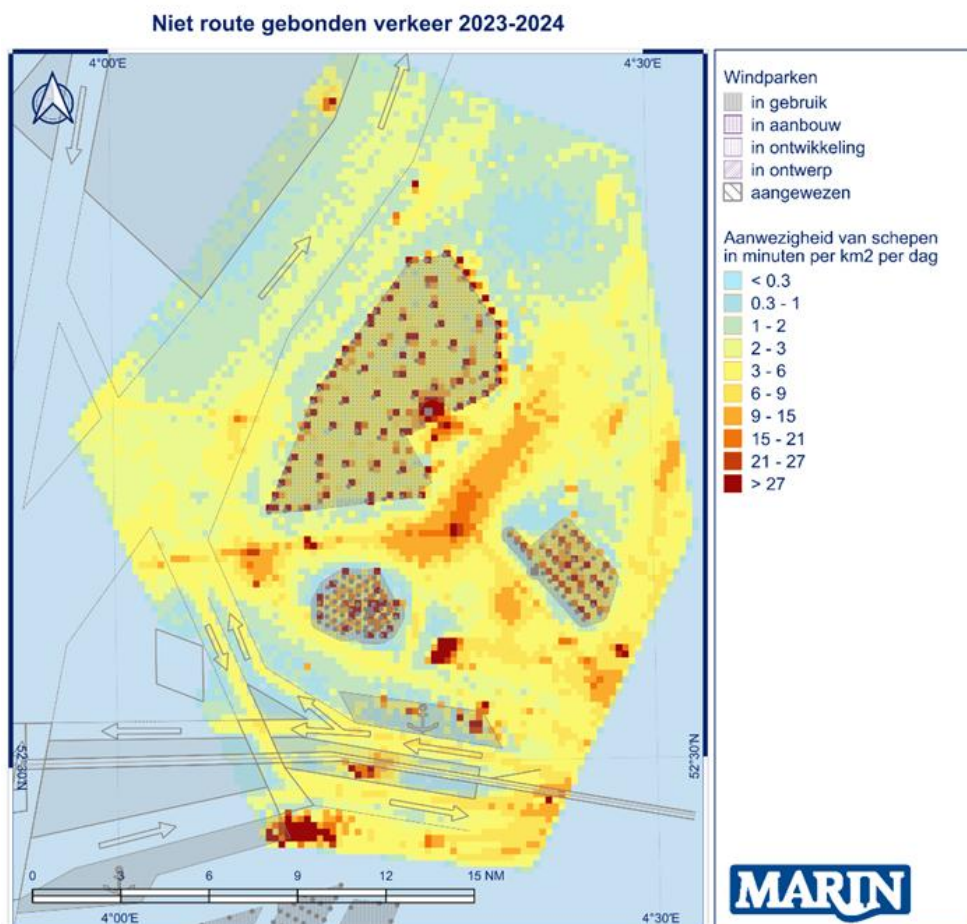 Niet route gebonden verkeer 2023-2024
4°00'E
4°30'E
Windparken
in gebruik
in aanbouw
in ontwikkeling
in ontwerp
aangewezen
Aanwezigheid van schepen
in minuten per km2 per dag
< 0.3
0.3 - 1
1 - 2
2 - 3
3 - 6
6 - 9
9 - 15
15 - 21
21 - 27
> 27
52°30'N
52°30'N
0
3
6
9
12
15 NM
4°00'E
4°30'E
MARIN